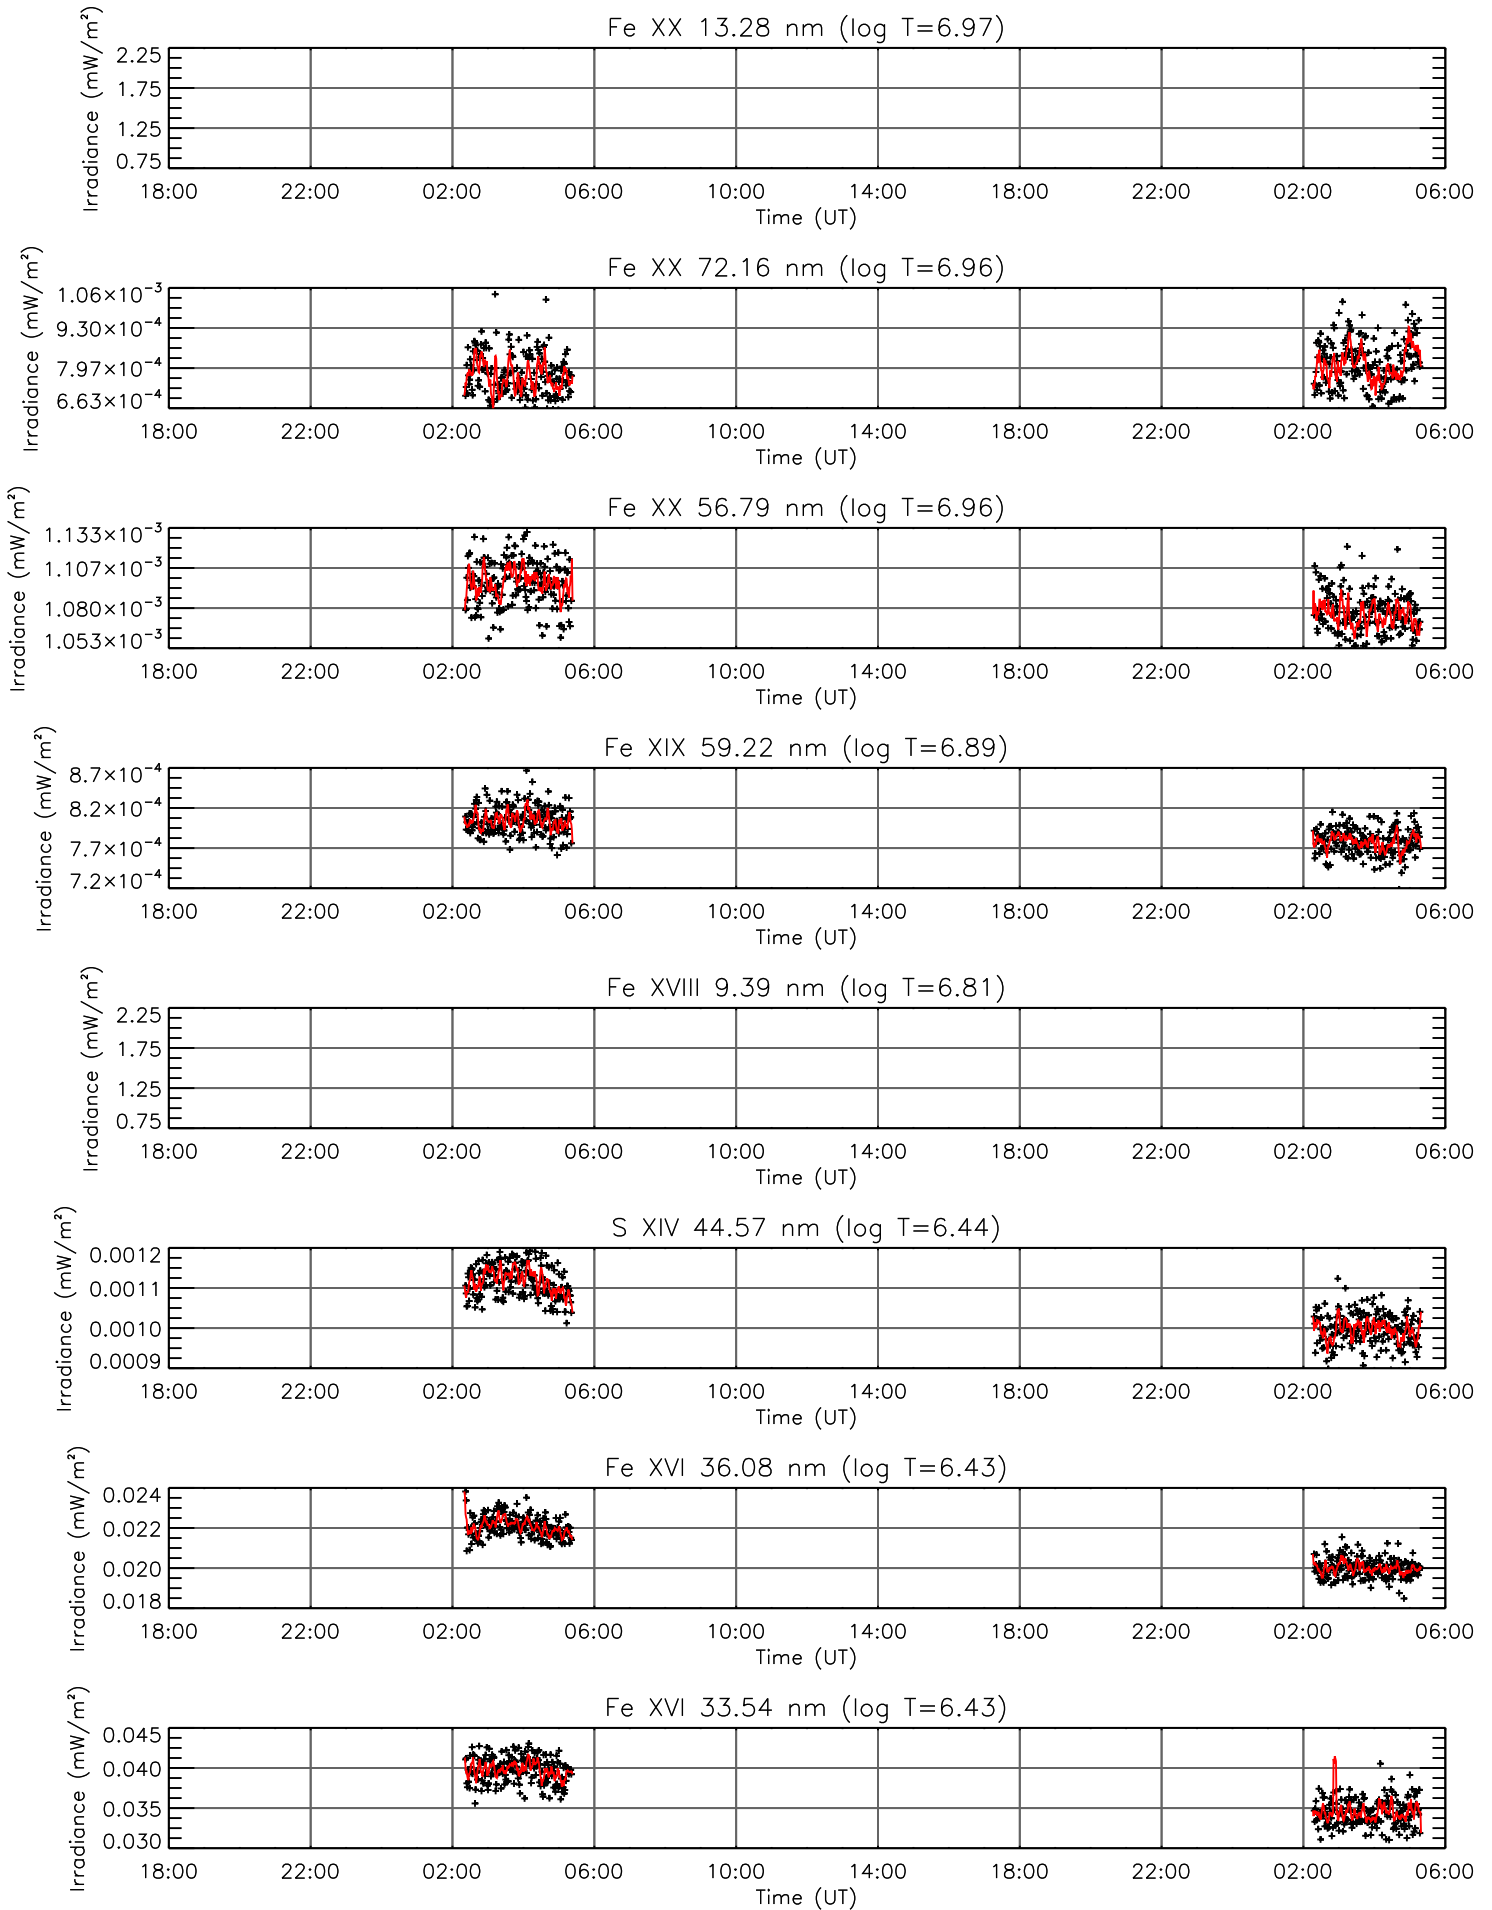 Fe XX 13.28 nm (log T=6.97)
Irradiance (mW/m²)
2.25
1.75
1.25
0.75
18:00 22:00 02:00 06:00 10:00 14:00 18:00 22:00 02:00 06:00
Time (UT)
Fe XX 72.16 nm (log T=6.96)
Irradiance (mW/m²)
1.06×10⁻³
9.30×10⁻⁴
7.97×10⁻⁴
6.63×10⁻⁴
18:00 22:00 02:00 06:00 10:00 14:00 18:00 22:00 02:00 06:00
Time (UT)
Fe XX 56.79 nm (log T=6.96)
Irradiance (mW/m²)
1.133×10⁻³
1.107×10⁻³
1.080×10⁻³
1.053×10⁻³
18:00 22:00 02:00 06:00 10:00 14:00 18:00 22:00 02:00 06:00
Time (UT)
Fe XIX 59.22 nm (log T=6.89)
Irradiance (mW/m²)
8.7×10⁻⁴
8.2×10⁻⁴
7.7×10⁻⁴
7.2×10⁻⁴
18:00 22:00 02:00 06:00 10:00 14:00 18:00 22:00 02:00 06:00
Time (UT)
Fe XVIII 9.39 nm (log T=6.81)
Irradiance (mW/m²)
2.25
1.75
1.25
0.75
18:00 22:00 02:00 06:00 10:00 14:00 18:00 22:00 02:00 06:00
Time (UT)
S XIV 44.57 nm (log T=6.44)
Irradiance (mW/m²)
0.0012
0.0011
0.0010
0.0009
18:00 22:00 02:00 06:00 10:00 14:00 18:00 22:00 02:00 06:00
Time (UT)
Fe XVI 36.08 nm (log T=6.43)
Irradiance (mW/m²)
0.024
0.022
0.020
0.018
18:00 22:00 02:00 06:00 10:00 14:00 18:00 22:00 02:00 06:00
Time (UT)
Fe XVI 33.54 nm (log T=6.43)
Irradiance (mW/m²)
0.045
0.040
0.035
0.030
18:00 22:00 02:00 06:00 10:00 14:00 18:00 22:00 02:00 06:00
Time (UT)